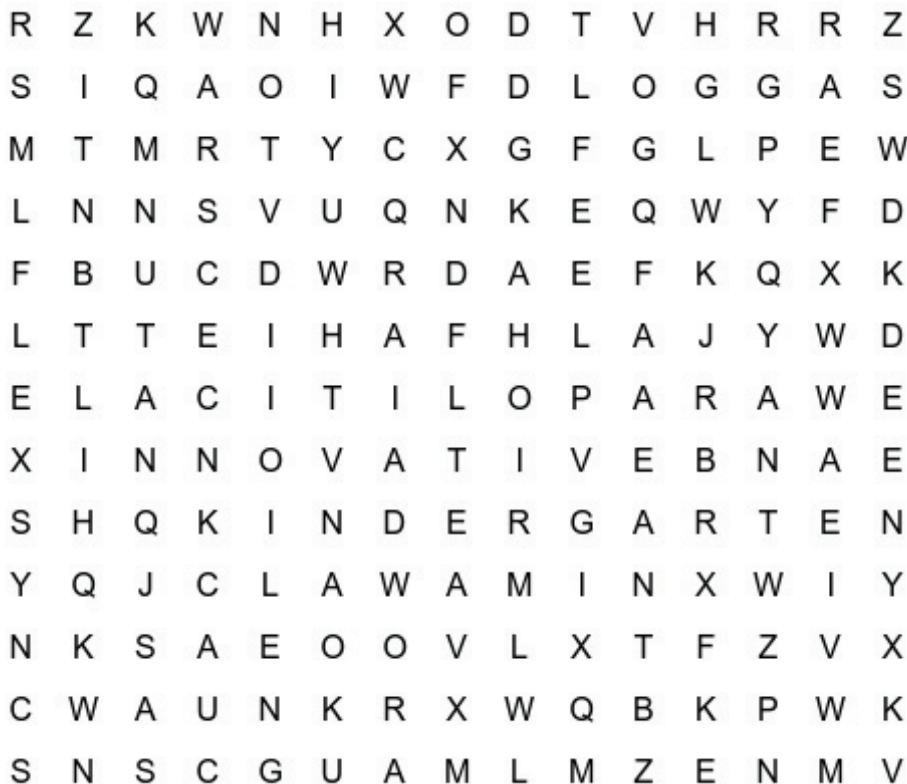 R Z K W N H X O D T V H R R Z
S I Q A O I W F D L O G G A S
M T M R T Y C X G F G L P E W
L N N S V U Q N K E Q W Y F D
F B U C D W R D A E F K Q X K
L T T E I H A F H L A J Y W D
E L A C I T I L O P A R A W E
X I N N O V A T I V E B N A E
S H Q K I N D E R G A R T E N
Y Q J C L A W A M I N X W I Y
N K S A E O O V L X T F Z V X
C W A U N K R X W Q B K P W K
S N S C G U A M L M Z E N M V